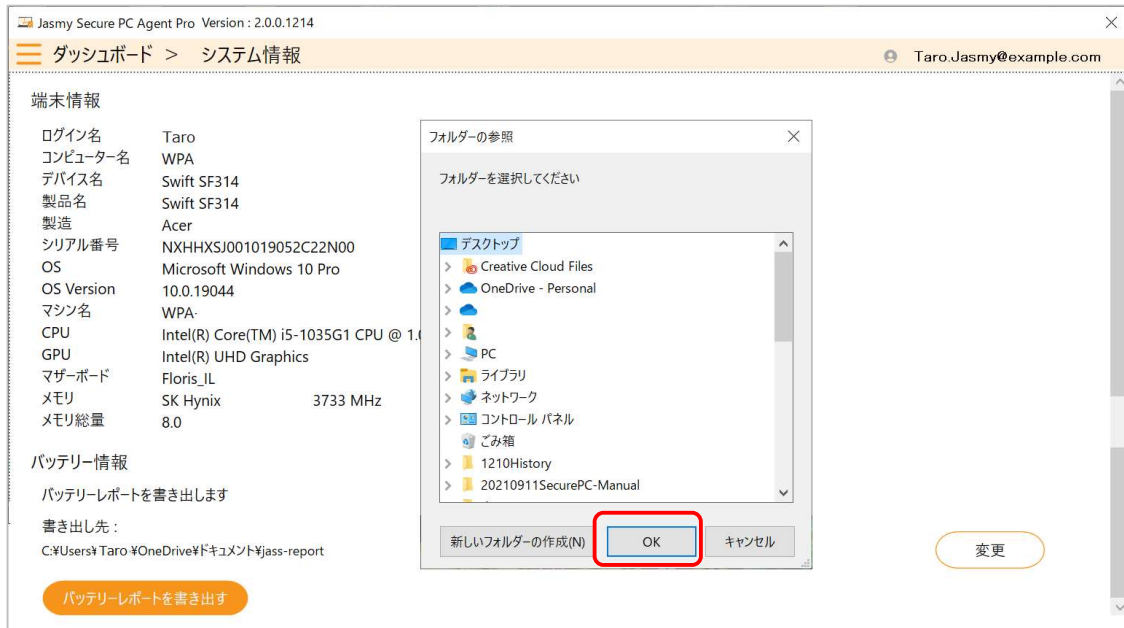 Jasmy Secure PC Agent Pro Version : 2.0.0.1214
ダッシュボード > システム情報
Taro.Jasmy@example.com
端末情報
ログイン名 Taro
コンピューター名 WPA
デバイス名 Swift SF314
製品名 Swift SF314
製造 Acer
シリアル番号 NXHHXSJ001019052C22N00
OS Microsoft Windows 10 Pro
OS Version 10.0.19044
マシン名 WPA-
CPU Intel(R) Core(TM) i5-1035G1 CPU @
GPU Intel(R) UHD Graphics
マザーボード Floris_IL
メモリ SK Hynix 3733 MHz
メモリ総量 8.0
バッテリー情報
バッテリーレポートを書き出します
書き出し先 :
C:¥Users¥Taro¥OneDrive¥ドキュメント¥jass-report
バッテリーレポートを書き出す
変更
フォルダーの参照
フォルダーを選択してください
デスクトップ
Creative Cloud Files
OneDrive - Personal
PC
ライブラリ
ネットワーク
コントロール パネル
ごみ箱
1210History
20210911SecurePC-Manual
新しいフォルダーの作成(N)
OK
キャンセル